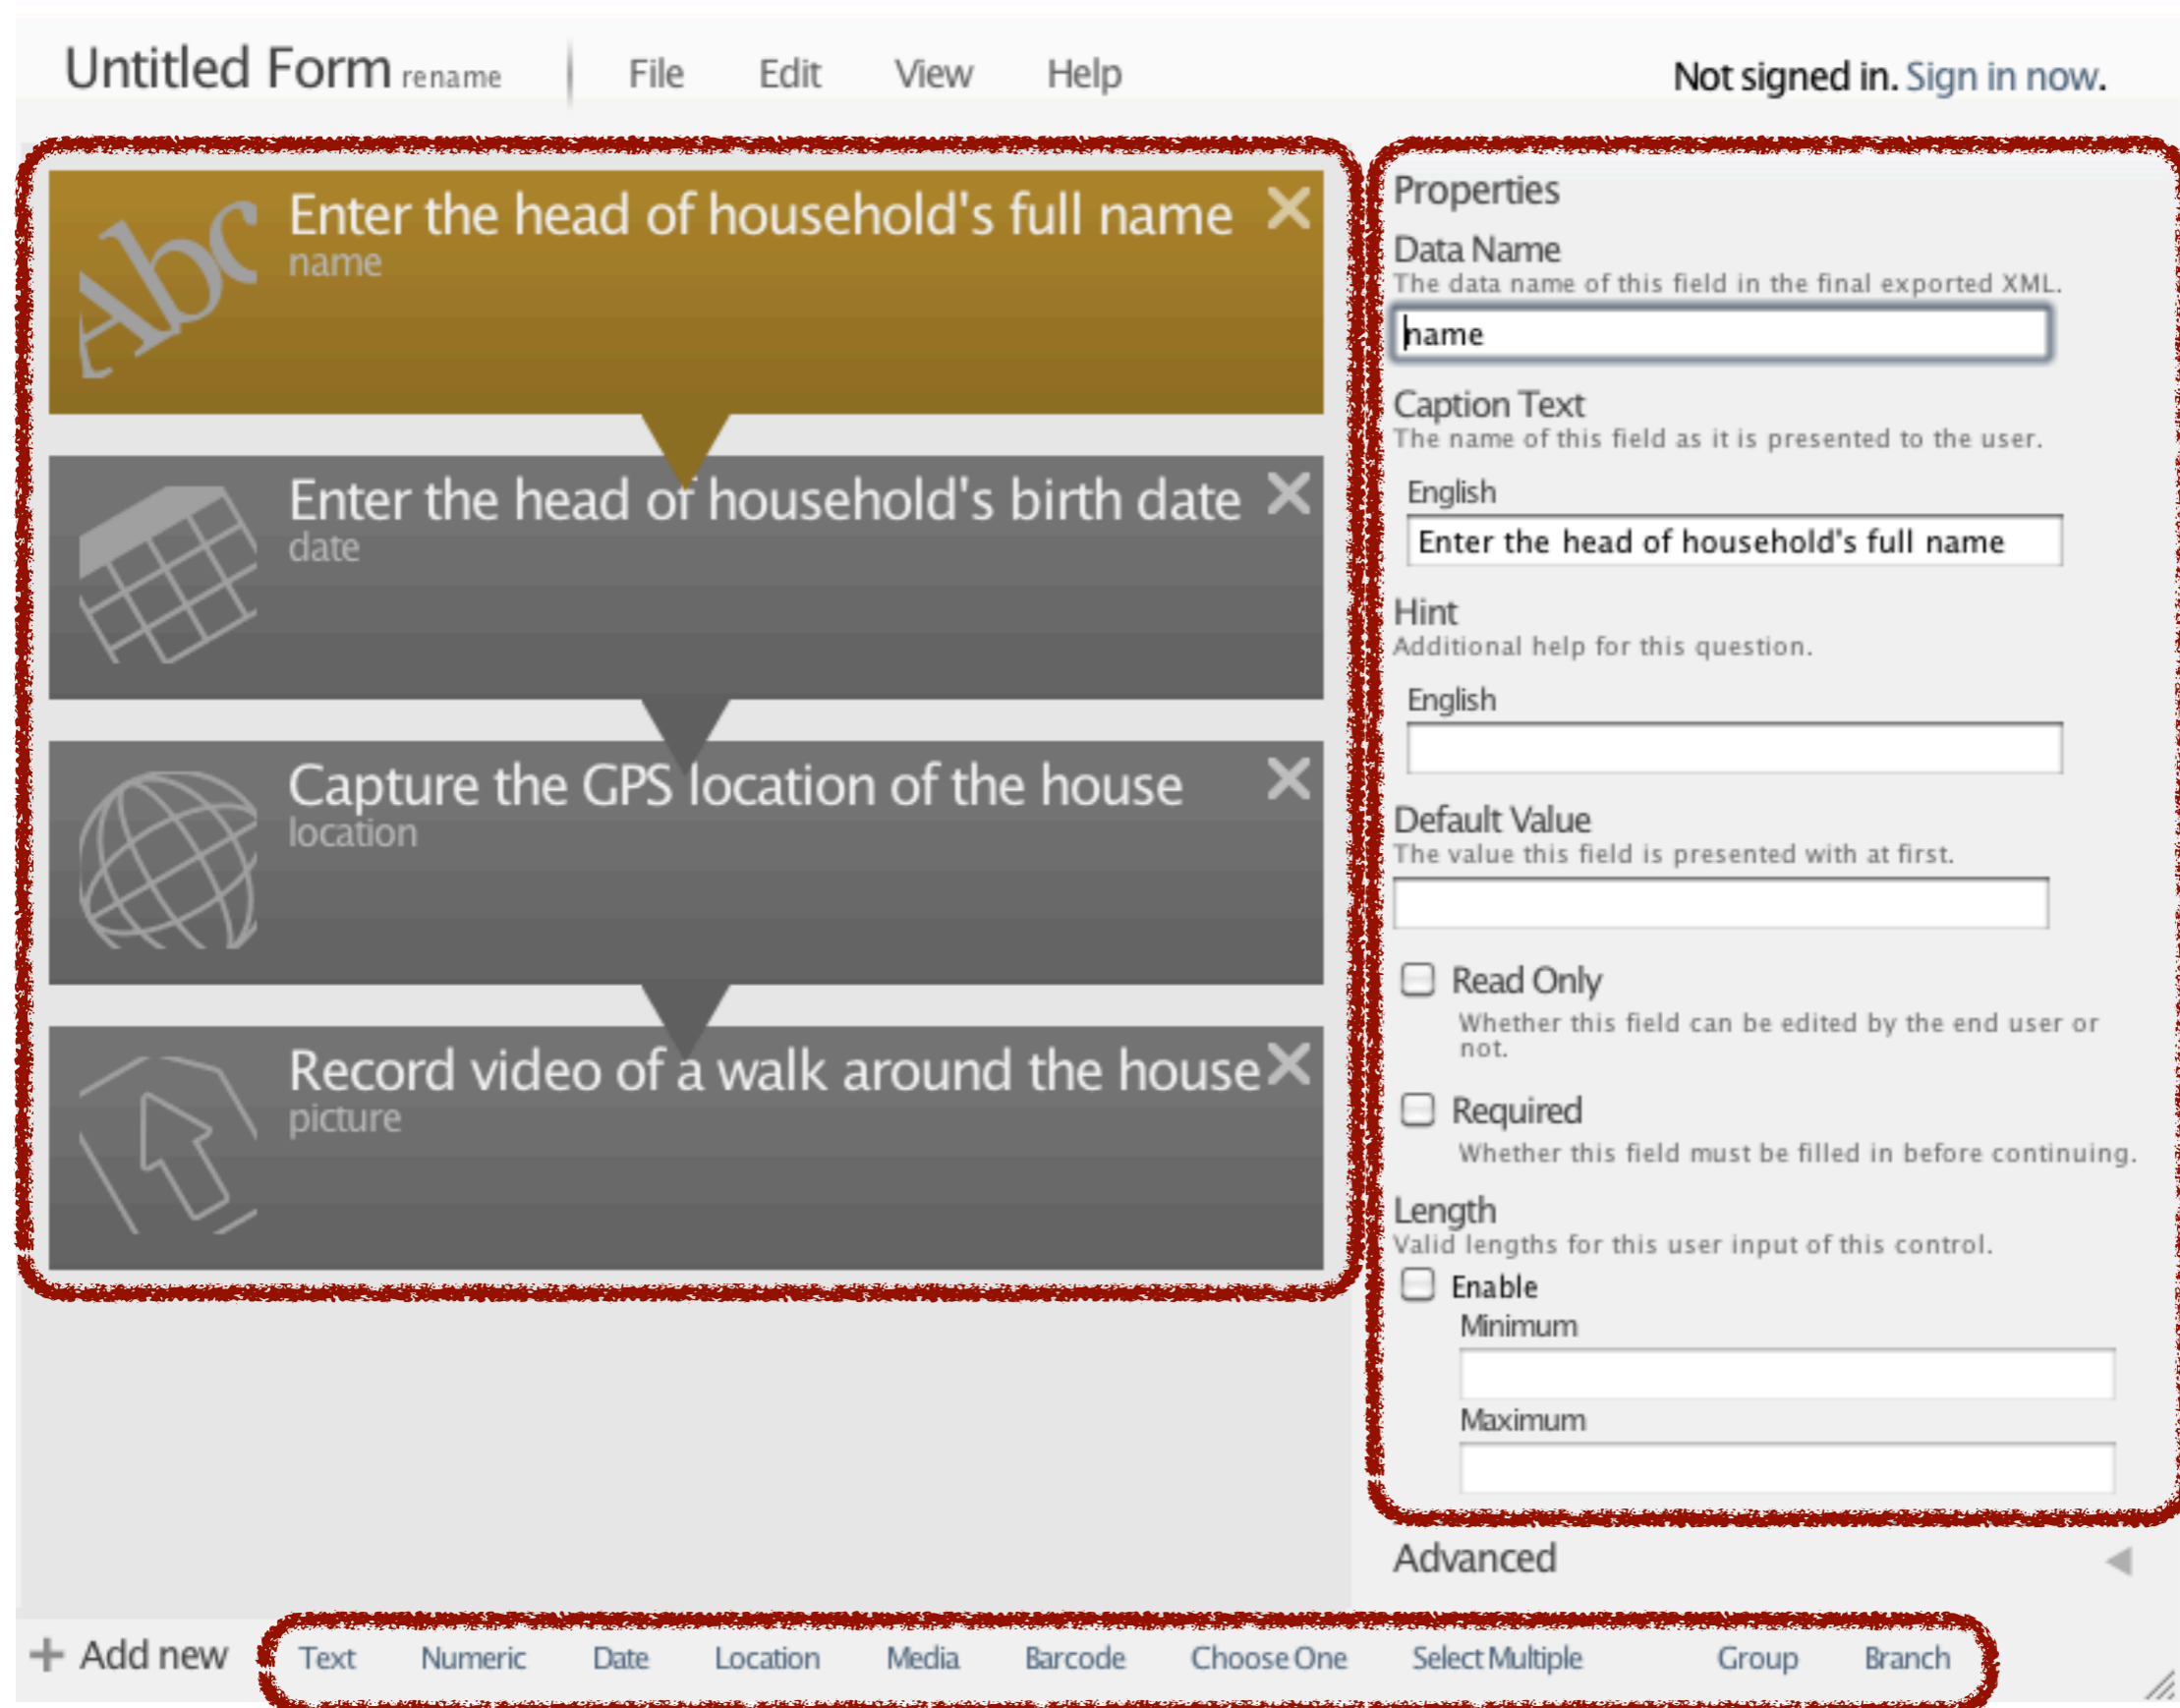 Untitled Form rename File Edit View Help Not signed in. Sign in now.
Abc
Enter the head of household's full name
name
Enter the head of household's birth date
date
Capture the GPS location of the house
location
Record video of a walk around the house
picture
Properties
Data Name
The data name of this field in the final exported XML.
name
Caption Text
The name of this field as it is presented to the user.
English
Enter the head of household's full name
Hint
Additional help for this question.
English
Default Value
The value this field is presented with at first.
Read Only
Whether this field can be edited by the end user or
not.
Required
Whether this field must be filled in before continuing.
Length
Valid lengths for this user input of this control.
Enable
Minimum
Maximum
Advanced
Add new Text Numeric Date Location Media Barcode Choose One Select Multiple Group Branch